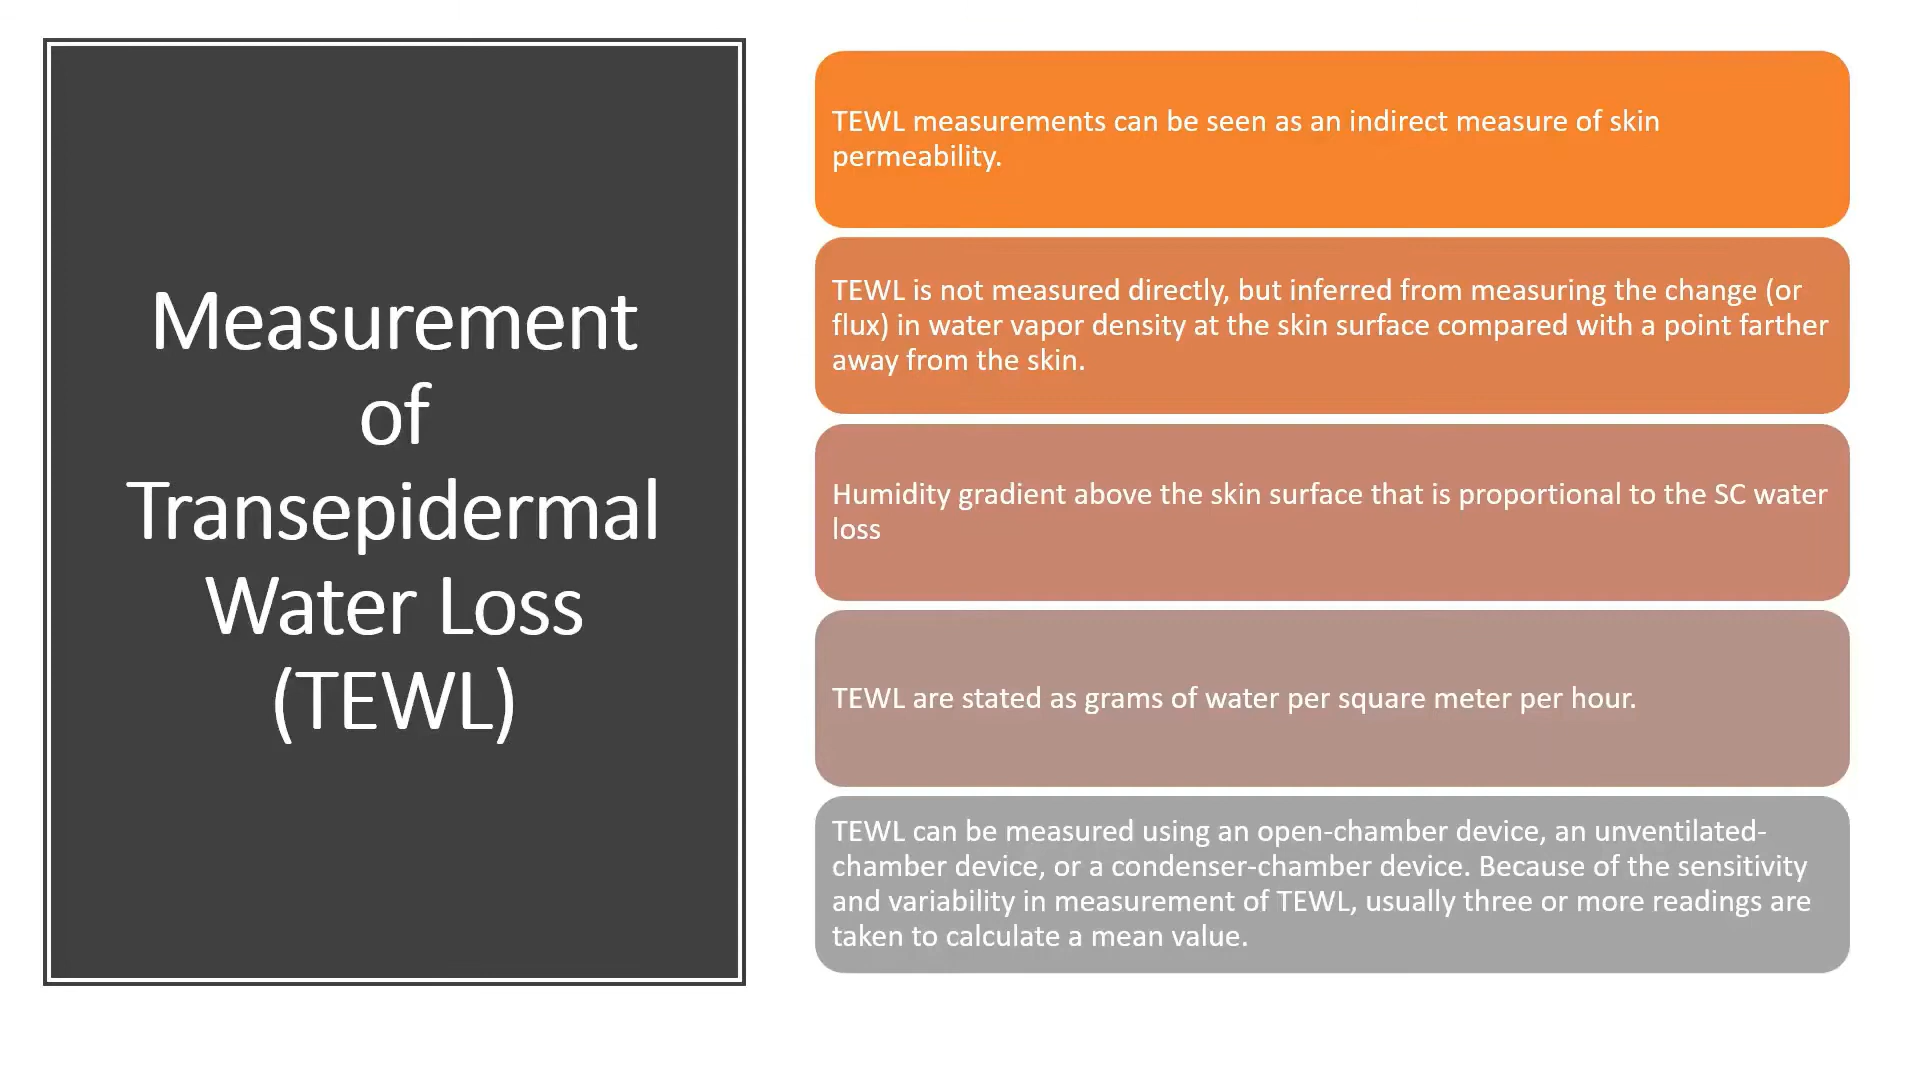 Measurement
of
Transepidermal
Water Loss
(TEWL)
TEWL measurements can be seen as an indirect measure of skin
permeability.
TEWL is not measured directly, but inferred from measuring the change (or
flux) in water vapor density at the skin surface compared with a point farther
away from the skin.
Humidity gradient above the skin surface that is proportional to the SC water
loss
TEWL are stated as grams of water per square meter per hour.
TEWL can be measured using an open-chamber device, an unventilated-
chamber device, or a condenser-chamber device. Because of the sensitivity
and variability in measurement of TEWL, usually three or more readings are
taken to calculate a mean value.